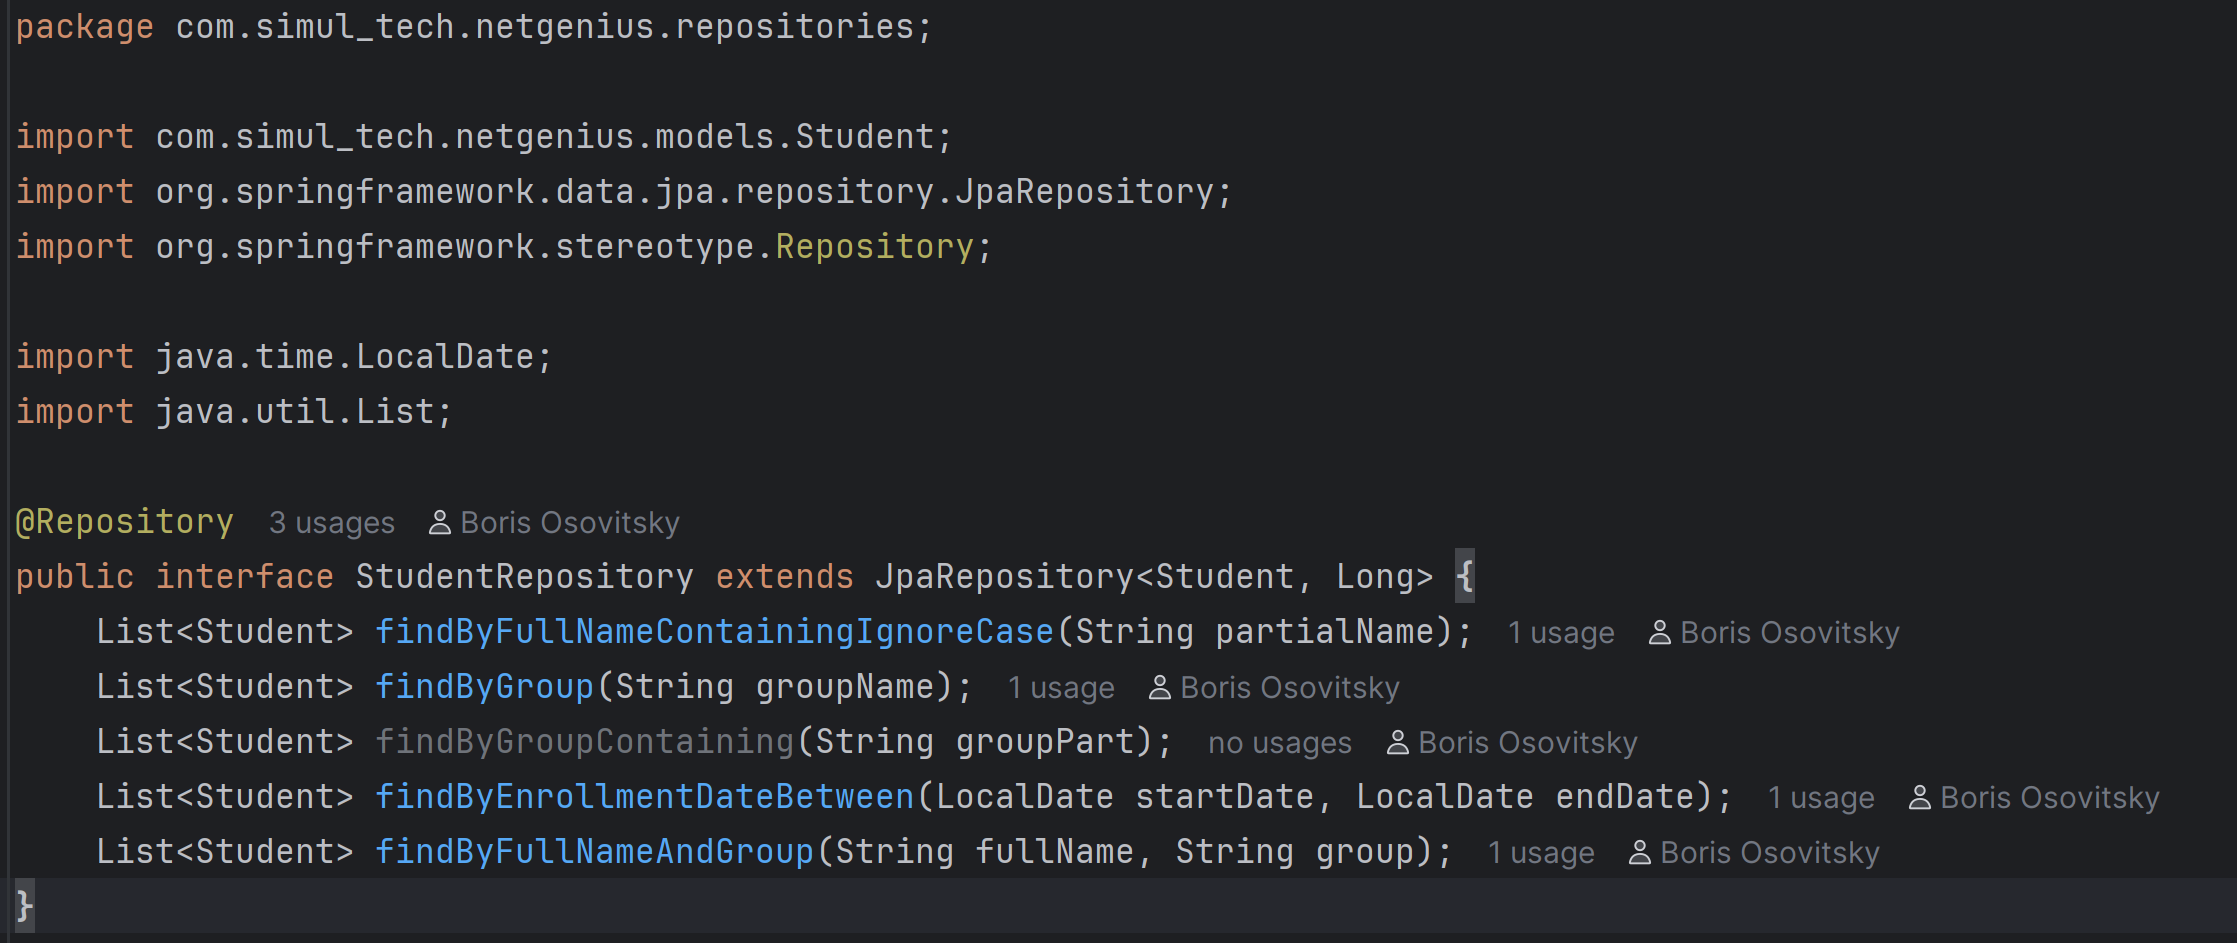 package com.simul_tech.netgenius.repositories;
import com.simul_tech.netgenius.models.Student;
import org.springframework.data.jpa.repository.JpaRepository;
import org.springframework.stereotype.Repository;
import java.time.LocalDate;
import java.util.List;
@Repository 3 usages Boris Osovitsky
public interface StudentRepository extends JpaRepository<Student, Long> {
List<Student> findByFullNameContainingIgnoreCase(String partialName); 1 usage Boris Osovitsky
List<Student> findByGroup(String groupName); 1 usage Boris Osovitsky
List<Student> findByGroupContaining(String groupPart); no usages Boris Osovitsky
List<Student> findByEnrollmentDateBetween(LocalDate startDate, LocalDate endDate); 1 usage Boris Osovitsky
List<Student> findByFullNameAndGroup(String fullName, String group); 1 usage Boris Osovitsky
}